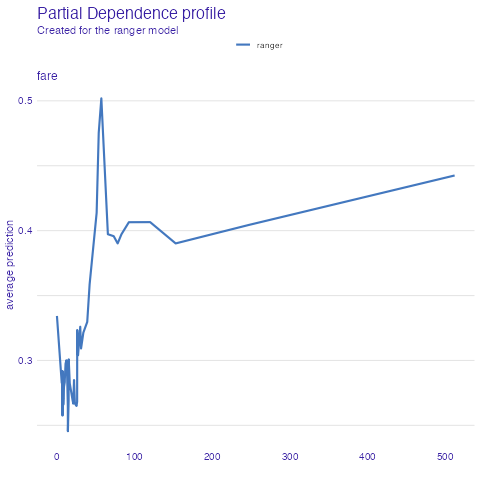 Partial Dependence profile
Created for the ranger model
ranger
fare
0.5
0.4
0.3
average prediction
0 100 200 300 400 500